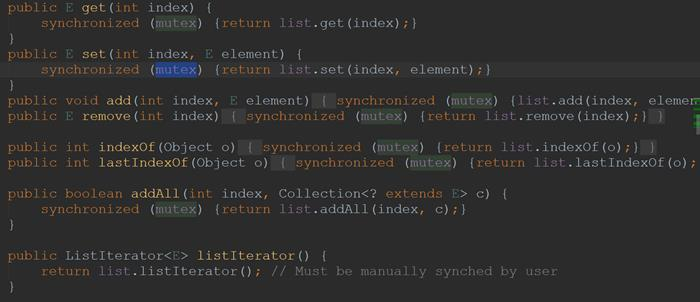 public E get(int index) {
synchronized (mutex) {return list.get(index);}
}
public E set(int index, E element) {
synchronized (mutex) {return list.set(index, element);}
}
public void add(int index, E element) { synchronized (mutex) {list.add(index, elemen
public E remove(int index) { synchronized (mutex) {return list.remove(index);} }
public int indexOf(Object o) { synchronized (mutex) {return list.indexOf(o);} }
public int lastIndexOf(Object o) { synchronized (mutex) {return list.lastIndexOf(o);
public boolean addAll(int index, Collection<? extends E> c) {
synchronized (mutex) {return list.addAll(index, c);}
}
public ListIterator<E> listIterator() {
return list.listIterator(); // Must be manually synched by user
}